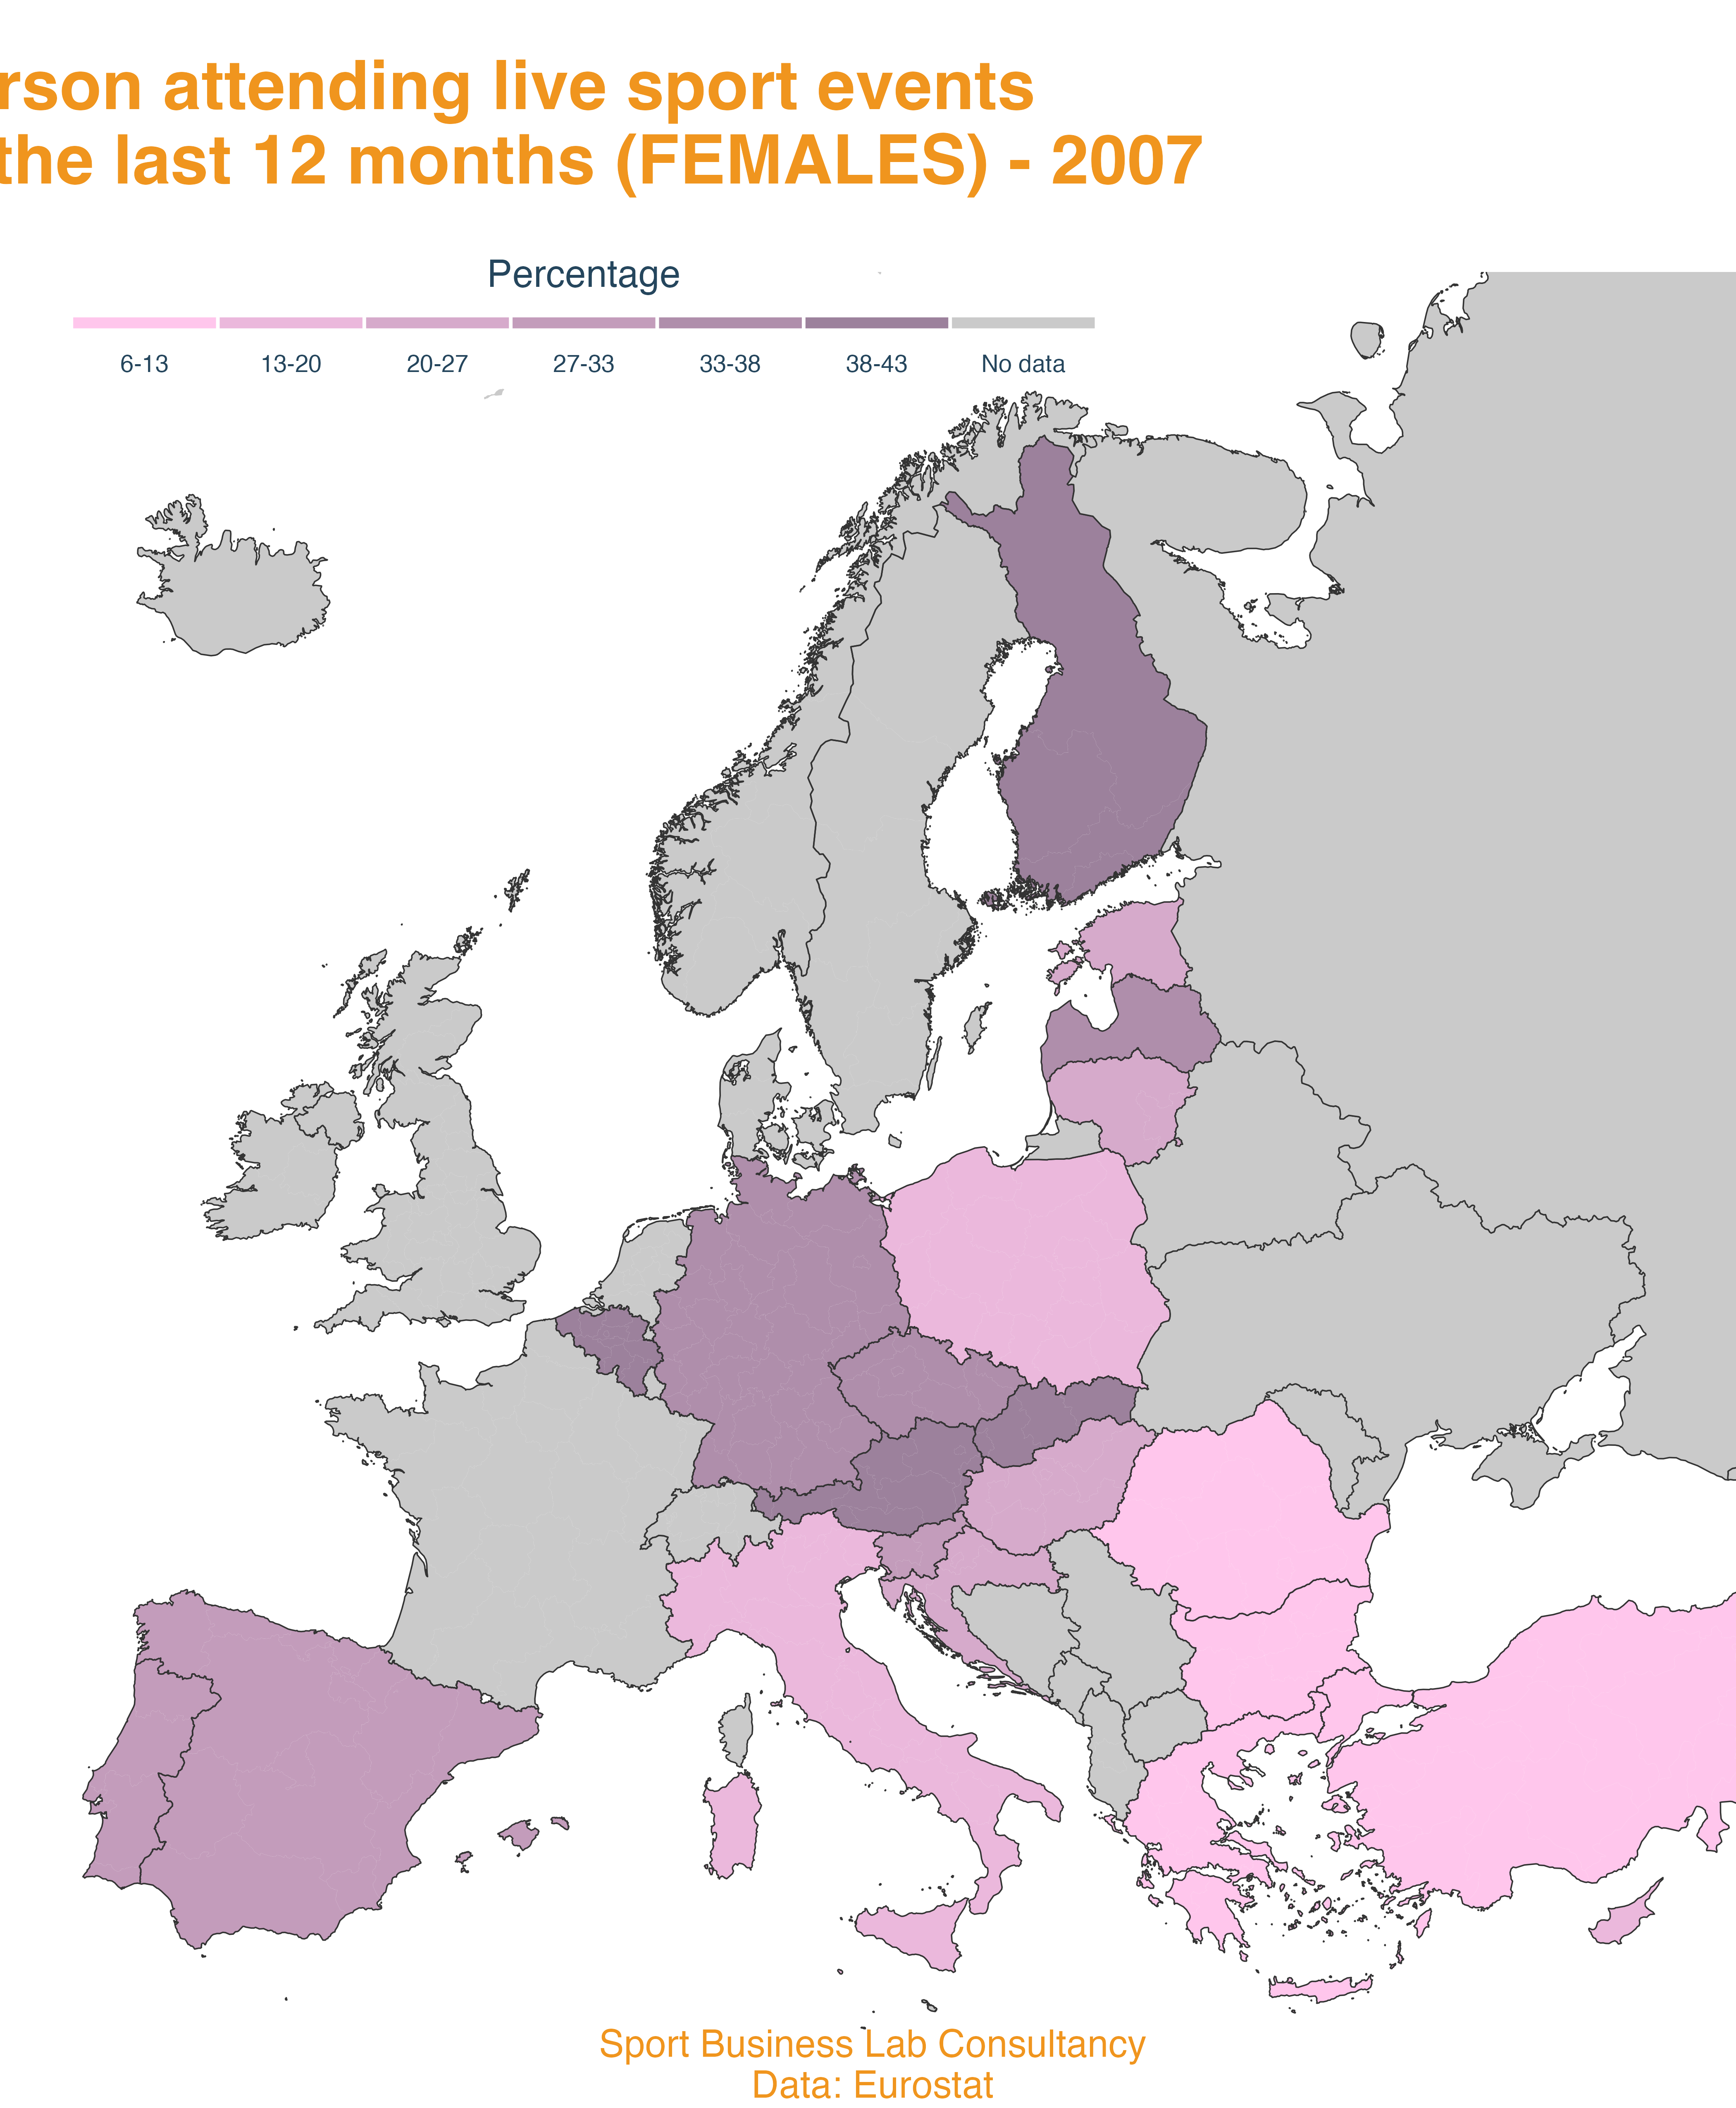 rson attending live sport events
the last 12 months (FEMALES) - 2007
Percentage
6-13 13-20 20-27 27-33 33-38 38-43 No data
Sport Business Lab Consultancy
Data: Eurostat